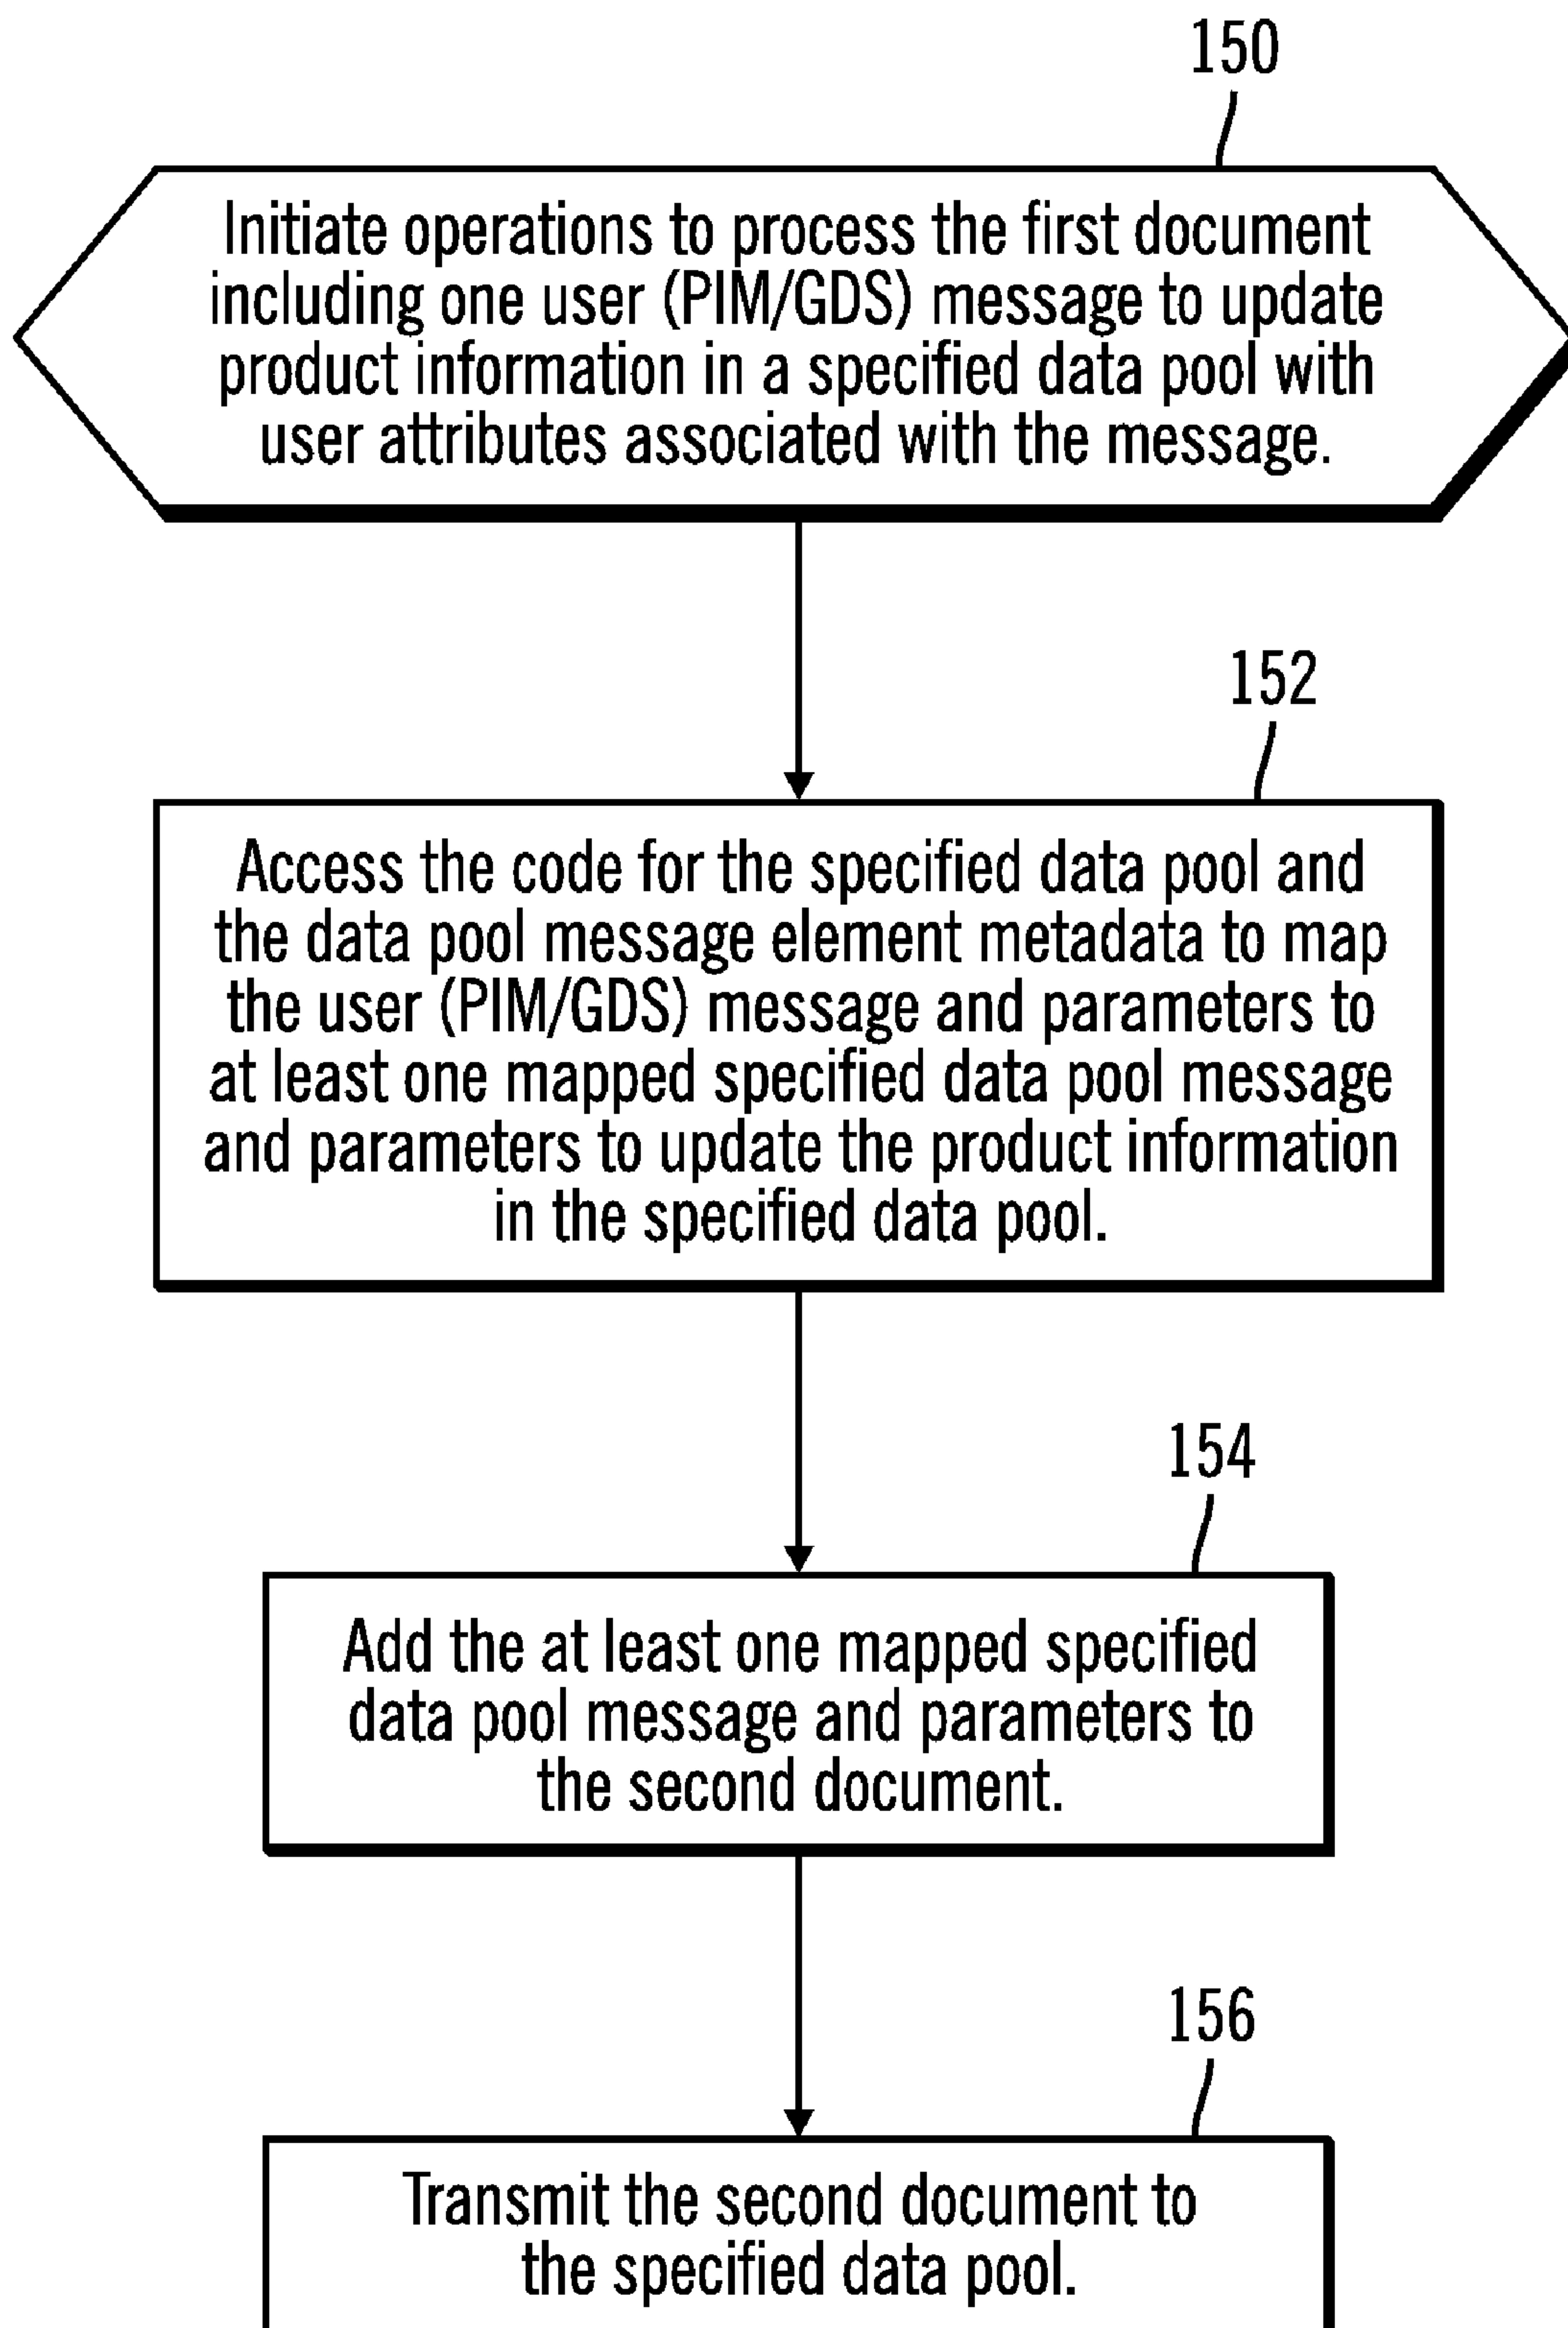 150
Initiate operations to process the first document
including one user (PIM/GDS) message to update
product information in a specified data pool with
user attributes associated with the message.
152
Access the code for the specified data pool and
the data pool message element metadata to map
the user (PIM/GDS) message and parameters to
at least one mapped specified data pool message
and parameters to update the product information
in the specified data pool.
154
Add the at least one mapped specified
data pool message and parameters to
the second document.
156
Transmit the second document to
the specified data pool.